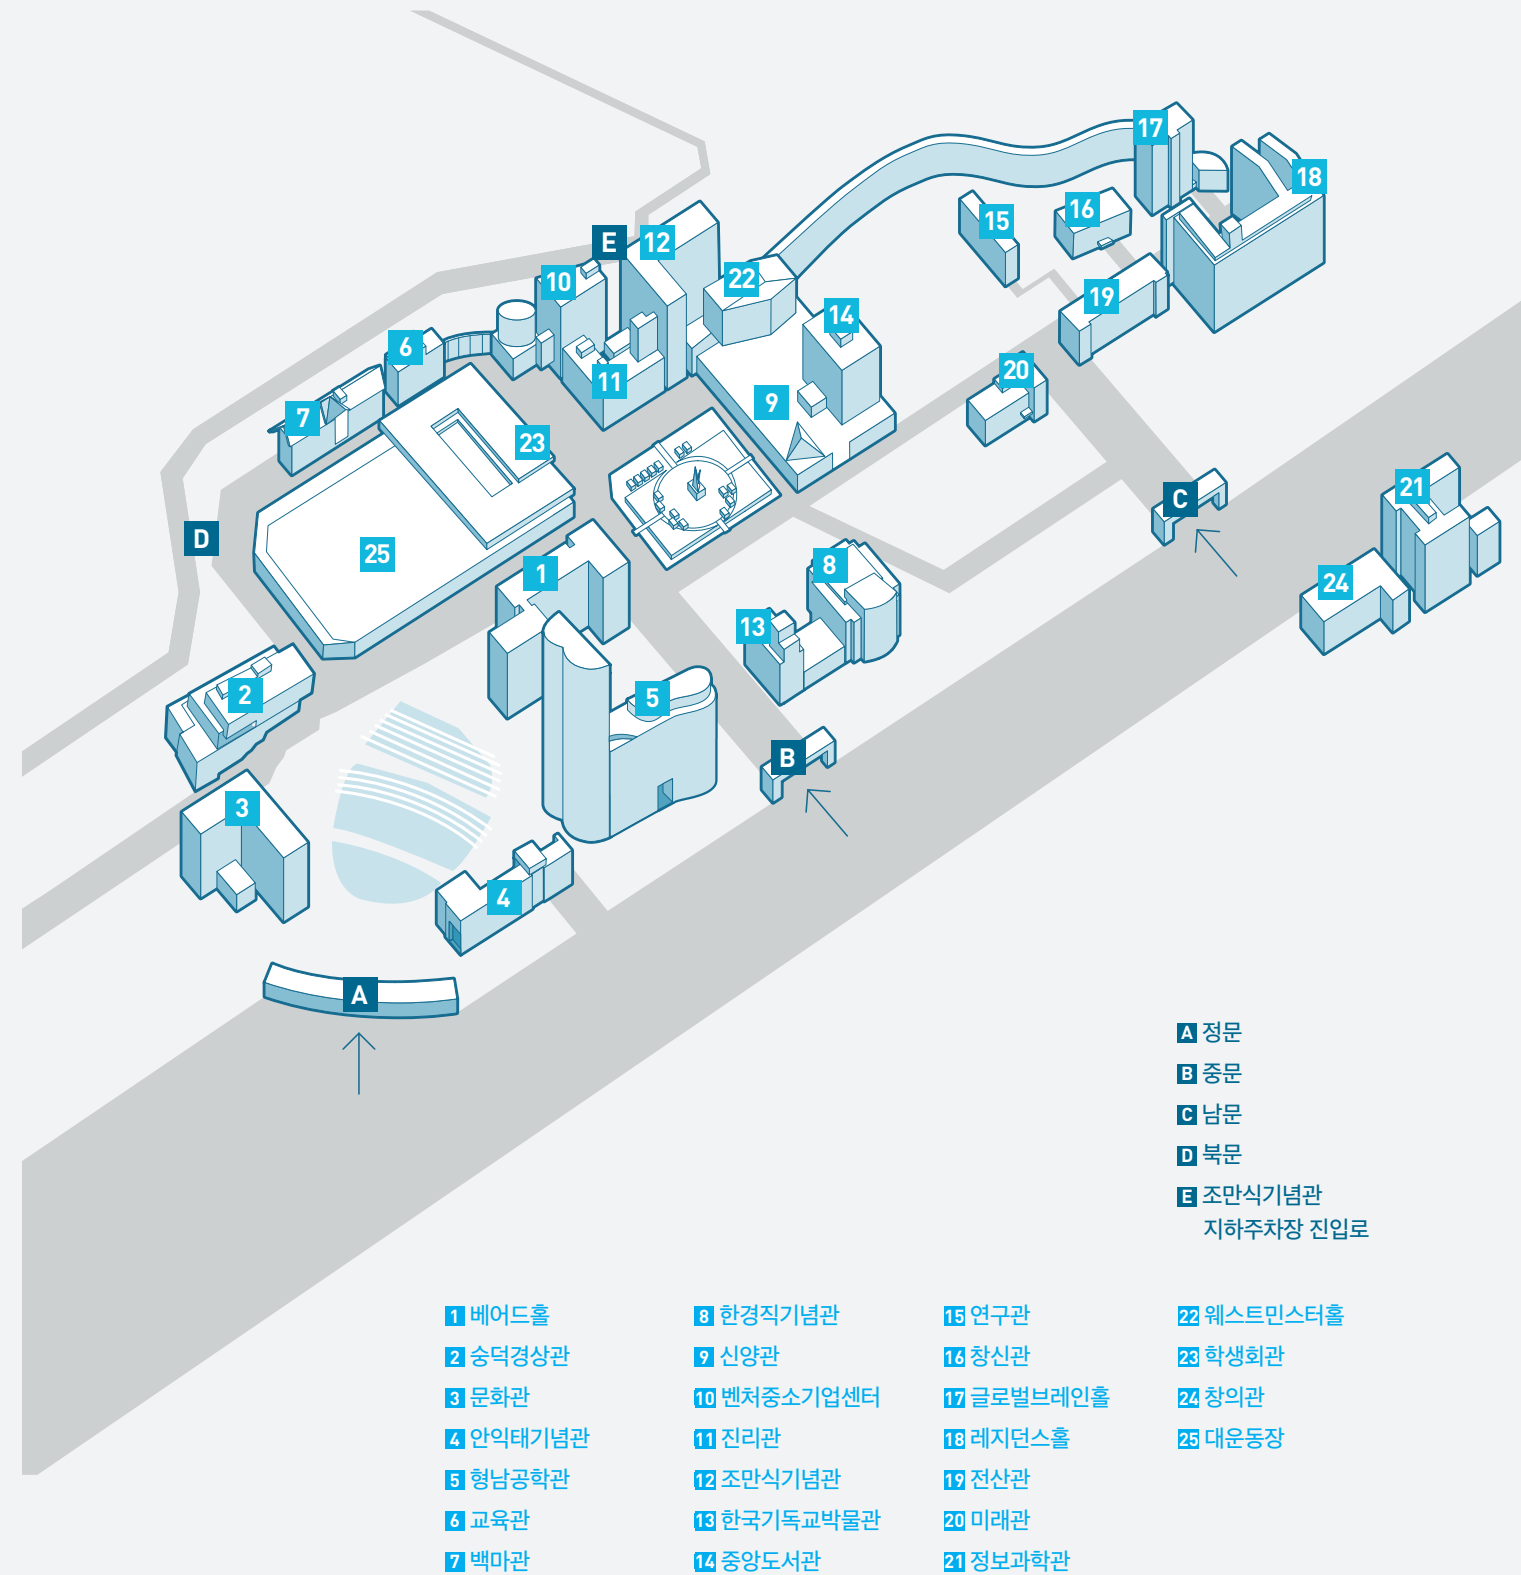 17
18
16
15
E
12
22
10
19
14
6
20
11
9
7
23
21
C
D
25
1
8
24
13
2
5
B
3
4
A
A 정문
B 중문
C 남문
D 북문
E 조만식기념관
지하주차장 진입로
1 베어드홀
2 숭덕경상관
3 문화관
4 안익태기념관
5 형남공학관
6 교육관
7 백마관
8 한경직기념관
9 신양관
10 벤처중소기업센터
11 진리관
12 조만식기념관
13 한국기독교박물관
14 중앙도서관
15 연구관
16 창신관
17 글로벌브레인홀
18 레지던스홀
19 전산관
20 미래관
21 정보과학관
22 웨스트민스터홀
23 학생회관
24 창의관
25 대운동장